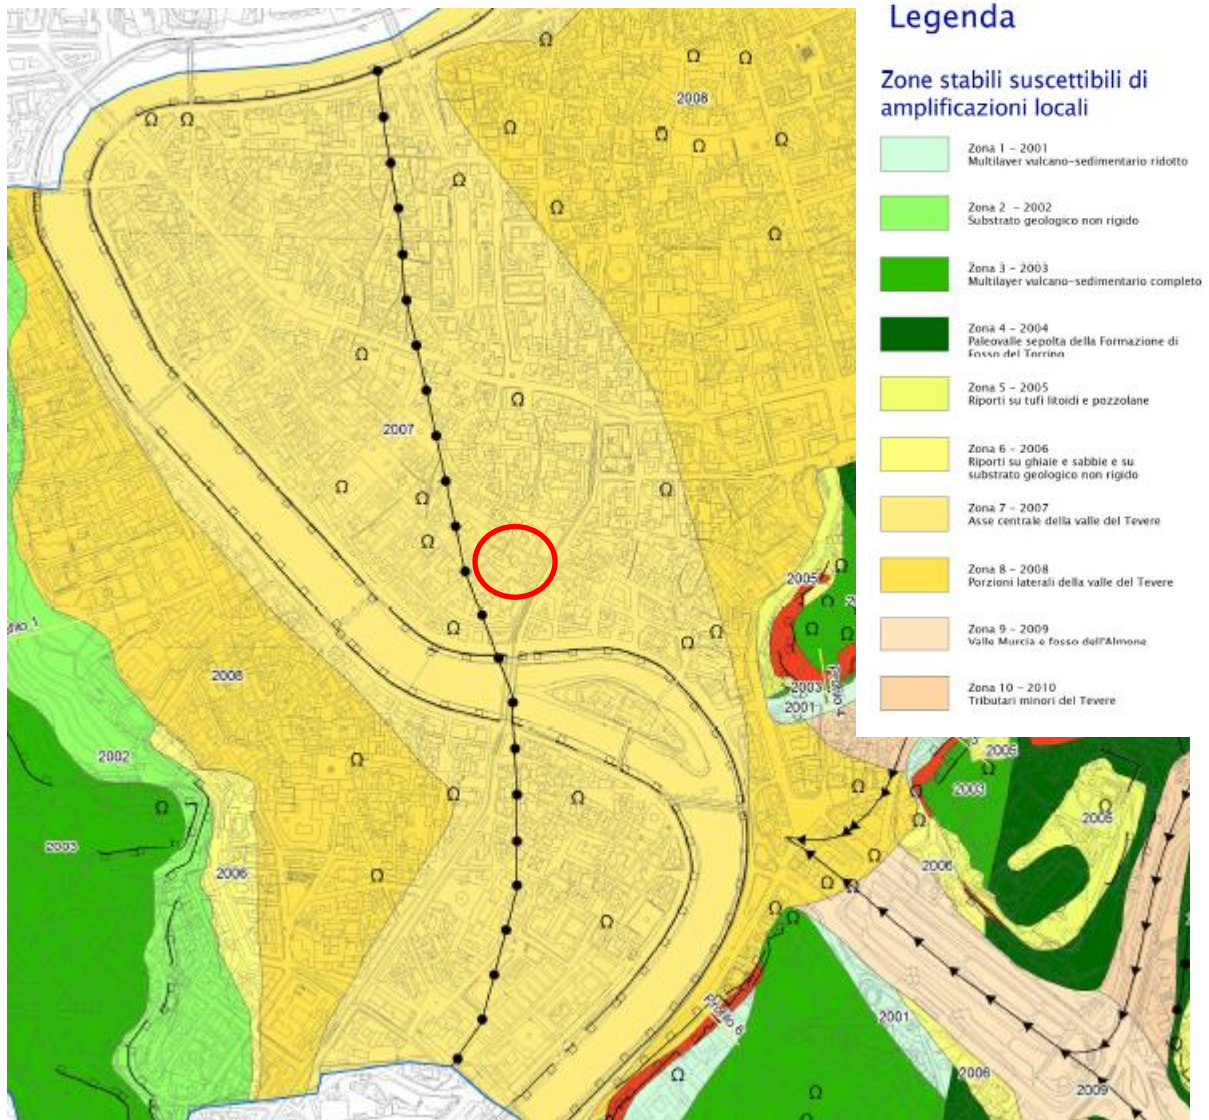 Legenda
Zone stabili suscettibili di
amplificazioni locali
Zona 1 - 2001
Multilayer vulcano-sedimentario ridotto
Zona 2 - 2002
Substrato geologico non rigido
Zona 3 - 2003
Multilayer vulcano-sedimentario completo
Zona 4 - 2004
Paleovalle sepolta della Formazione di
Fosso del Torrino
Zona 5 - 2005
Riporti su tufi litoidi e pozzolane
Zona 6 - 2006
Riporti su ghiaie e sabbie e su
substrato geologico non rigido
Zona 7 - 2007
Asse centrale della valle del Tevere
Zona 8 - 2008
Porzioni laterali della valle del Tevere
Zona 9 - 2009
Valle Murcia e fosso dell'Almone
Zona 10 - 2010
Tributari minori del Tevere
2008
2007
2005
2003
2001
Profilo 4
2008
2002
2005
2003
2005
2003
2006
2006
Profilo 6
2001
2006
2009